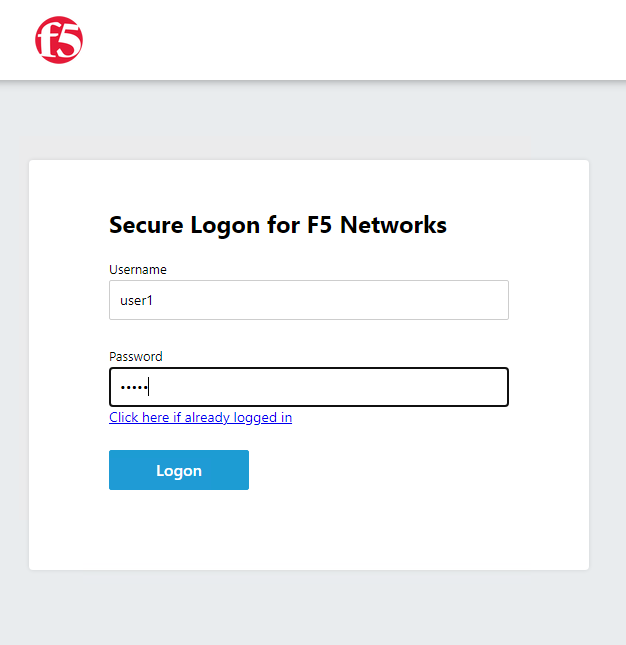 f5
Secure Logon for F5 Networks
Username
user1
Password
•••••
Click here if already logged in
Logon